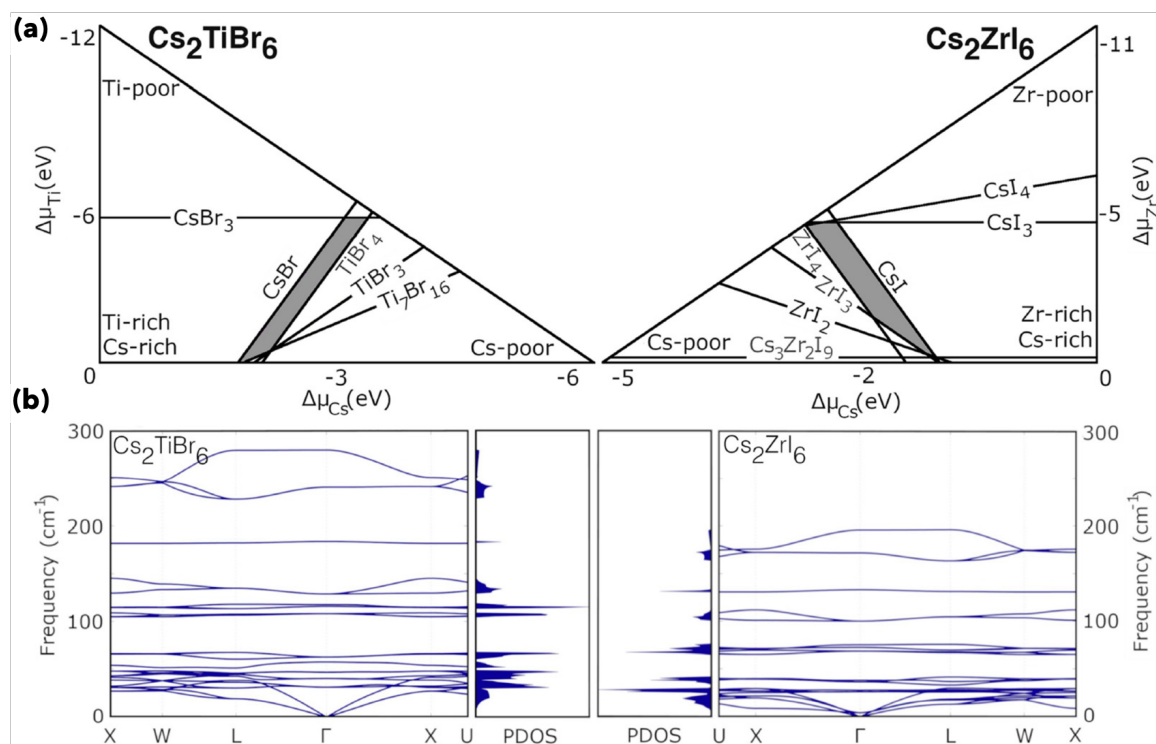 (a)
Cs2TiBr6
Cs2ZrI6
-12
Ti-poor
ΔμTi(eV)
-6
CsBr3
CsBr
TiBr4
TiBr3
Ti7Br16
Ti-rich
Cs-rich
Cs-poor
0
-3
-6
ΔμCs(eV)
-11
Zr-poor
ΔμZr(eV)
CsI4
-5
CsI3
ZrI4
CsI
ZrI3
ZrI2
Zr-rich
Cs-rich
Cs-poor
Cs3Zr2I9
-5
-2
0
ΔμCs(eV)
(b)
300
Cs2TiBr6
200
100
0
Frequency (cm-1)
X W L Γ X U
PDOS
PDOS
Cs2ZrI6
300
200
100
0
Frequency (cm-1)
U X Γ L W X